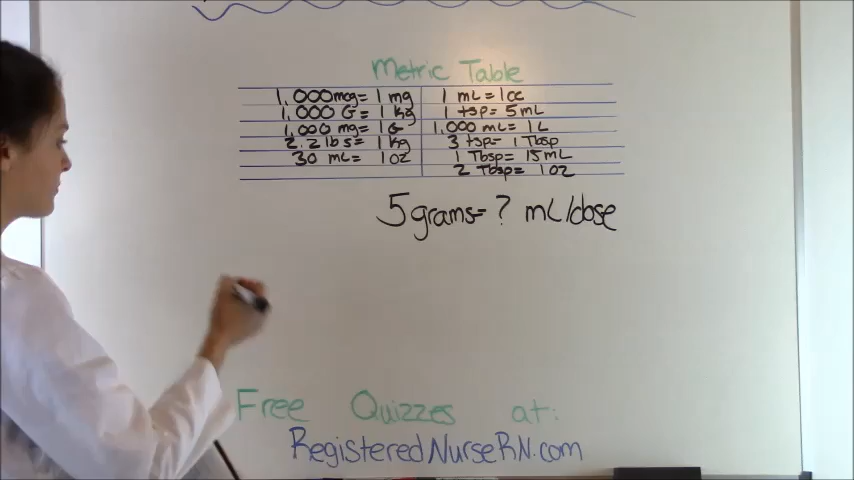 Metric Table
1,000mcg= 1 mg 1 mL = 1cc
1,000 G= 1 kg 1 tsp= 5mL
1,000 mg= 1G 1,000 mL= 1L
2.2 lbs= 1kg 3 tsp= 1 Tbsp
30 mL= 1oz 1 Tbsp= 15mL
2 Tbsp= 1oz
5grams= ? mL/dose
Free Quizzes at:
RegisteredNurseRN.com